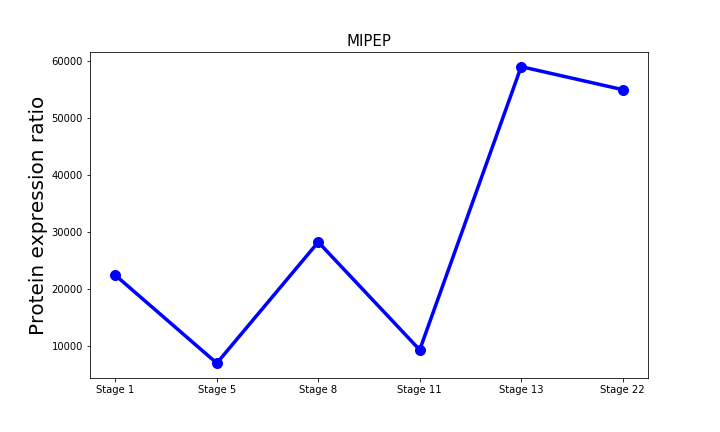 MIPEP
Protein expression ratio
60000
50000
40000
30000
20000
10000
Stage 1
Stage 5
Stage 8
Stage 11
Stage 13
Stage 22